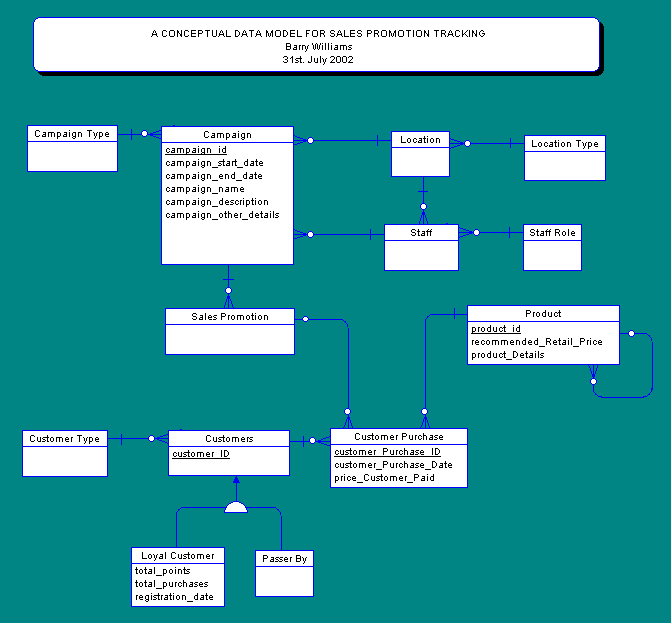 A CONCEPTUAL DATA MODEL FOR SALES PROMOTION TRACKING
Barry Williams
31st. July 2002
Campaign Type
Campaign
campaign_id
campaign_start_date
campaign_end_date
campaign_name
campaign_description
campaign_other_details
Location
Location Type
Staff
Staff Role
Sales Promotion
Product
product_id
recommended_Retail_Price
product_Details
Customer Type
Customers
customer_ID
Customer Purchase
customer_Purchase_ID
customer_Purchase_Date
price_Customer_Paid
Loyal Customer
total_points
total_purchases
registration_date
Passer By